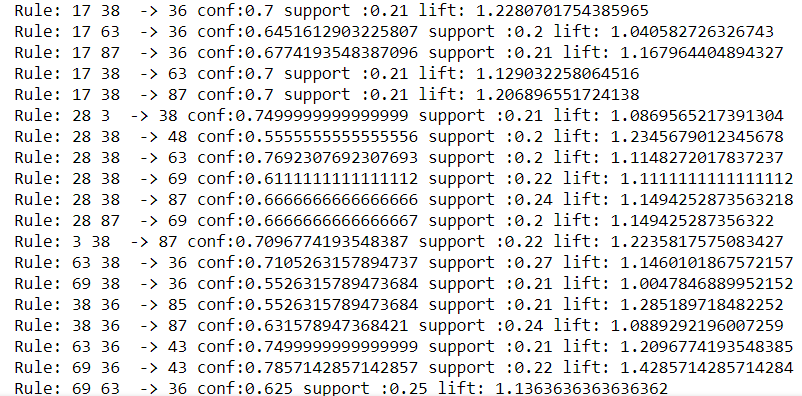 Rule: 17 38  -> 36 conf:0.7 support :0.21 lift: 1.2280701754385965
Rule: 17 63  -> 36 conf:0.6451612903225807 support :0.2 lift: 1.040582726326743
Rule: 17 87  -> 36 conf:0.6774193548387096 support :0.21 lift: 1.167964404894327
Rule: 17 38  -> 63 conf:0.7 support :0.21 lift: 1.129032258064516
Rule: 17 38  -> 87 conf:0.7 support :0.21 lift: 1.206896551724138
Rule: 28 3  -> 38 conf:0.7499999999999999 support :0.21 lift: 1.0869565217391304
Rule: 28 38  -> 48 conf:0.5555555555555556 support :0.2 lift: 1.2345679012345678
Rule: 28 38  -> 63 conf:0.7692307692307693 support :0.2 lift: 1.1148272017837237
Rule: 28 38  -> 69 conf:0.6111111111111112 support :0.22 lift: 1.1111111111111112
Rule: 28 38  -> 87 conf:0.6666666666666666 support :0.24 lift: 1.1494252873563218
Rule: 28 87  -> 69 conf:0.6666666666666667 support :0.2 lift: 1.149425287356322
Rule: 3 38  -> 87 conf:0.7096774193548387 support :0.22 lift: 1.2235817575083427
Rule: 63 38  -> 36 conf:0.7105263157894737 support :0.27 lift: 1.1460101867572157
Rule: 69 38  -> 36 conf:0.5526315789473684 support :0.21 lift: 1.0047846889952152
Rule: 38 36  -> 85 conf:0.5526315789473684 support :0.21 lift: 1.285189718482252
Rule: 38 36  -> 87 conf:0.631578947368421 support :0.24 lift: 1.0889292196007259
Rule: 63 36  -> 43 conf:0.7499999999999999 support :0.21 lift: 1.2096774193548385
Rule: 69 36  -> 43 conf:0.7857142857142857 support :0.22 lift: 1.4285714285714284
Rule: 69 63  -> 36 conf:0.625 support :0.25 lift: 1.1363636363636362